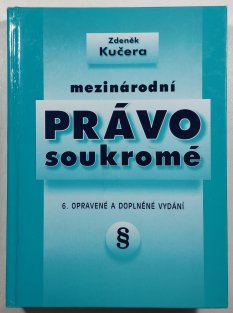 Zdeněk
Kučera
mezinárodní
PRÁVO
soukromé
6. OPRAVENÉ A DOPLNĚNÉ VYDÁNÍ
§